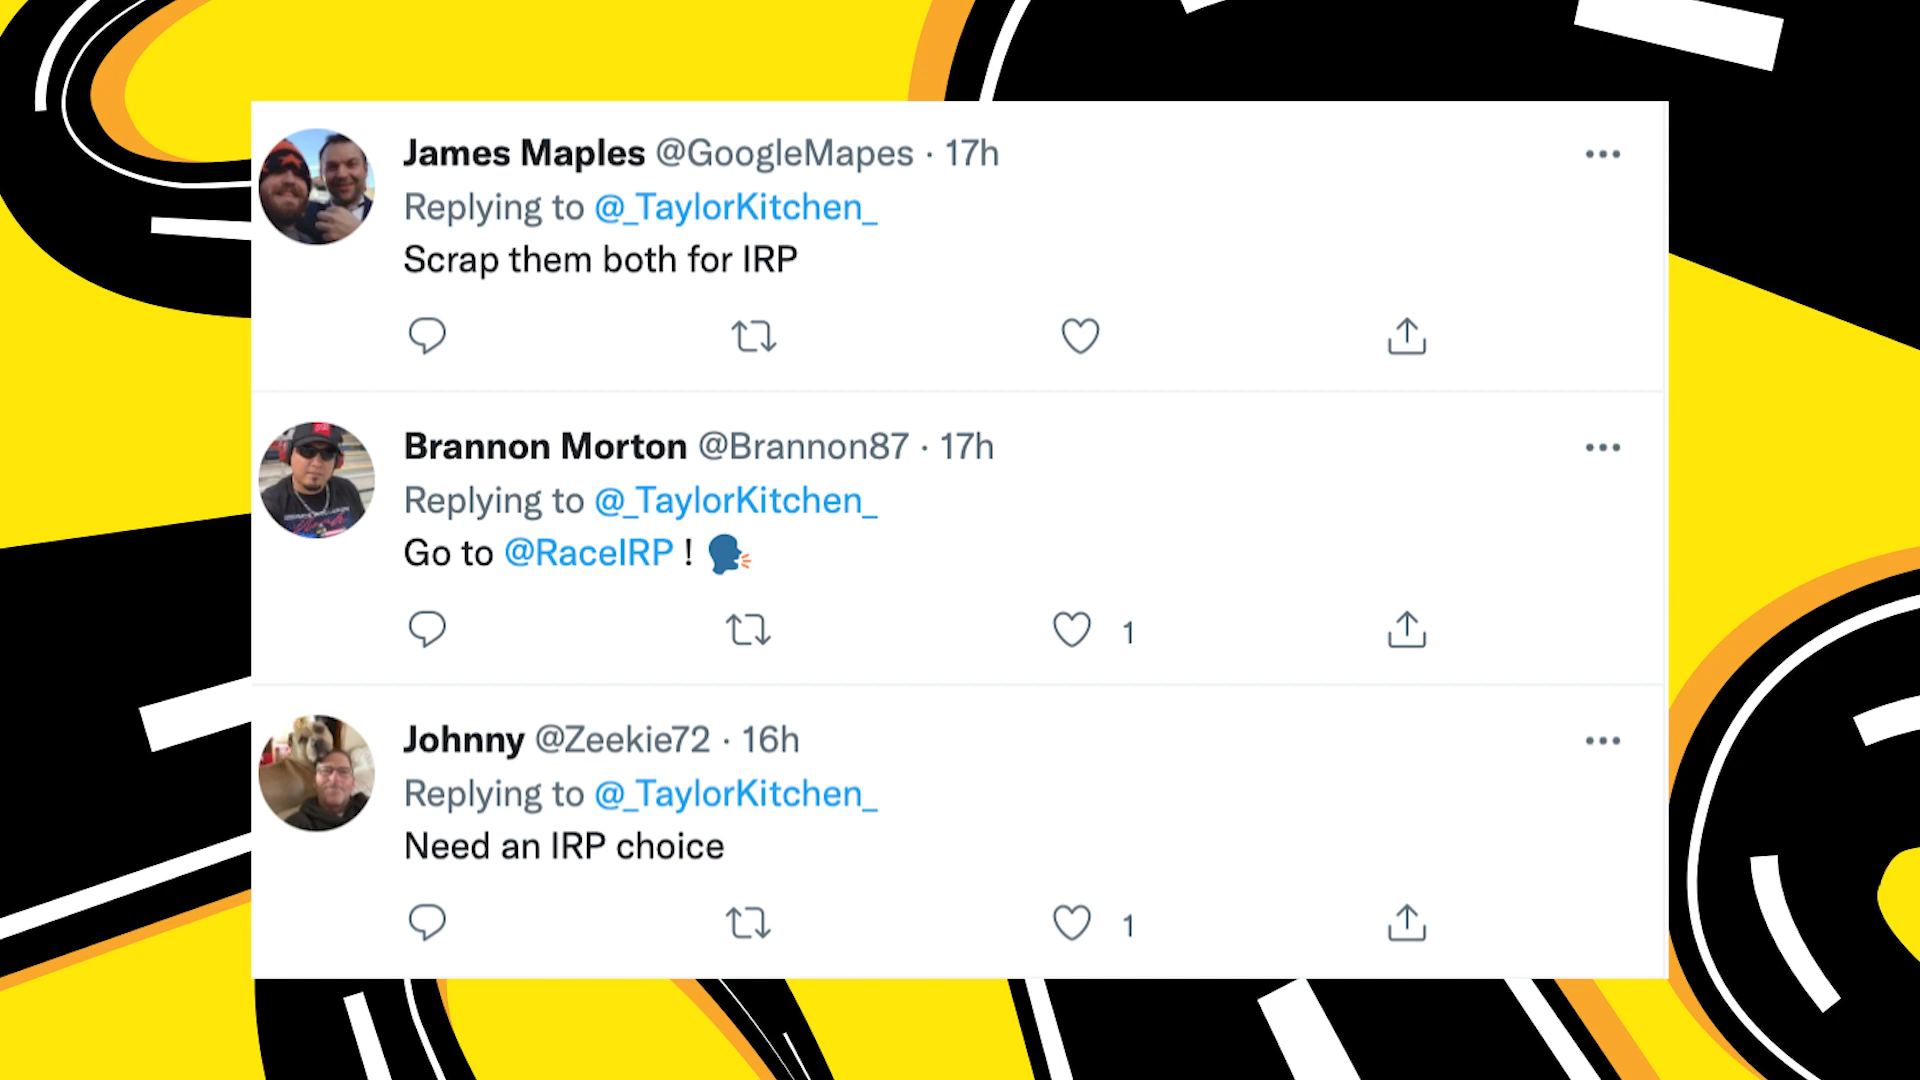 James Maples @GoogleMapes · 17h
Replying to @_TaylorKitchen_
Scrap them both for IRP
Brannon Morton @Brannon87 · 17h
Replying to @_TaylorKitchen_
Go to @RaceIRP ! 🗣️
1
Johnny @Zeekie72 · 16h
Replying to @_TaylorKitchen_
Need an IRP choice
1